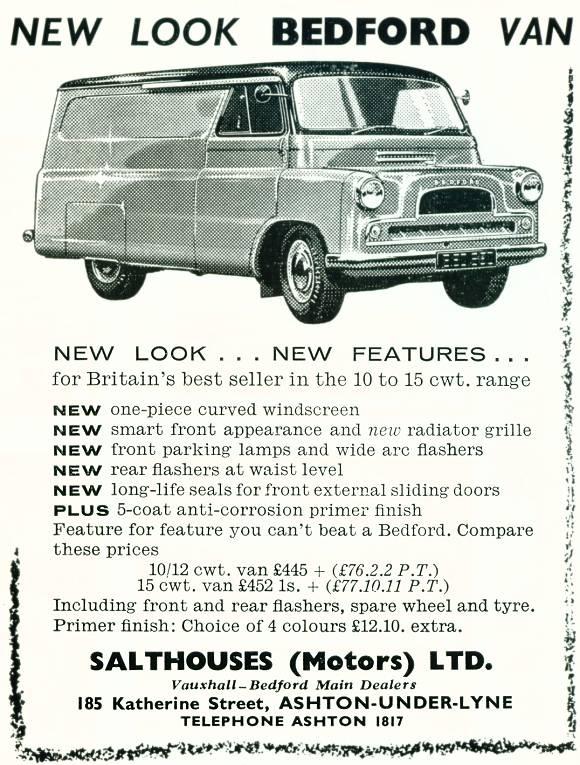 NEW LOOK BEDFORD VAN
BEDFORD
NEW LOOK . . . NEW FEATURES . . .
for Britain's best seller in the 10 to 15 cwt. range
NEW one-piece curved windscreen
NEW smart front appearance and new radiator grille
NEW front parking lamps and wide arc flashers
NEW rear flashers at waist level
NEW long-life seals for front external sliding doors
PLUS 5-coat anti-corrosion primer finish
Feature for feature you can't beat a Bedford. Compare
these prices
10/12 cwt. van £445 + (£76.2.2 P.T.)
15 cwt. van £452 1s. + (£77.10.11 P.T.)
Including front and rear flashers, spare wheel and tyre.
Primer finish: Choice of 4 colours £12.10. extra.
SALTHOUSES (Motors) LTD.
Vauxhall-Bedford Main Dealers
185 Katherine Street, ASHTON-UNDER-LYNE
TELEPHONE ASHTON 1817